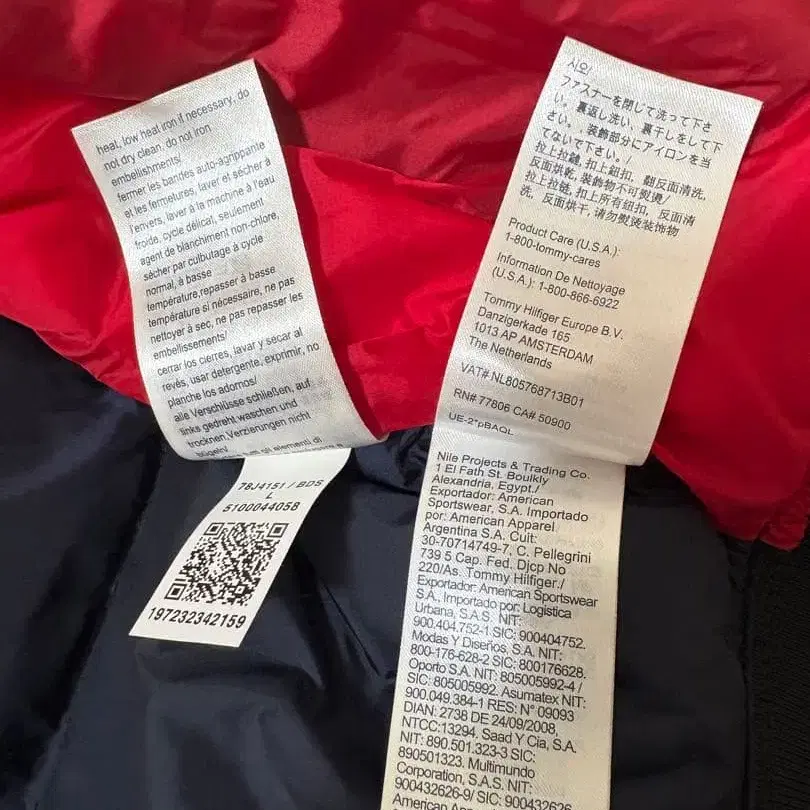 heat, low heat iron if necessary, do
not dry clean, do not iron
embellishments/
fermer les bandes auto-agrippante
et les fermetures, laver et sécher à
l'envers, laver à la machine à l'eau
froide, cycle délicat, seulement
agent de blanchiment non-chlore,
sécher par culbutage à cycle
normal, à basse
température,repasser à basse
température si nécessaire, ne pas
nettoyer à sec, ne pas repasser les
embellissements/
cerrar los cierres, lavar y secar al
revés, usar detergente, exprimir, no
planche los adornos/
alle Verschlüsse schließen, auf
links gedreht waschen und
trocknen,Verzierungen nicht
bügeln/
gli elementi di
78J4151 / BDS
L
5100044058
197232342159
시오/
ファスナーを閉じて洗って下さ
い。裏返し洗い、裏干しをして下
さい。.装飾部分にアイロンを当
てないで下さい。/
拉上拉鏈, 扣上鈕扣, 翻反面清洗,
反面烘乾, 裝飾物不可熨燙/
拉上拉链, 扣上所有纽扣, 反面清
洗, 反面烘干, 请勿熨烫装饰物
Product Care (U.S.A.):
1-800-tommy-cares
Information De Nettoyage
(U.S.A.): 1-800-866-6922
Tommy Hilfiger Europe B.V.
Danzigerkade 165
1013 AP AMSTERDAM
The Netherlands
VAT# NL805768713B01
RN# 77806 CA# 50900
UE-2*pBAQL
Nile Projects & Trading Co.
1 El Fath St. Boulkly
Alexandria, Egypt./
Exportador: American
Sportswear, S.A. Importado
por: American Apparel
Argentina S.A. Cuit:
30-70714749-7, C. Pellegrini
739 5 Cap. Fed. Djcp No
220/As. Tommy Hilfiger./
Exportador: American Sportswear
S.A., Importado por: Logistica
Urbana, S.A.S. NIT:
900.404.752-1 SIC: 900404752.
Modas Y Diseños, S.A. NIT:
800-176-628-2 SIC: 800176628.
Oporto S.A. NIT: 805005992-4 /
SIC: 805005992. Asumatex NIT:
900.049.384-1 RES: N° 09093
DIAN: 2738 DE 24/09/2008,
NTCC:13294. Saad Y Cia, S.A.
NIT: 890.501.323-3 SIC:
890501323. Multimundo
Corporation, S.A.S. NIT:
900432626-9/ SIC: 900432626
American